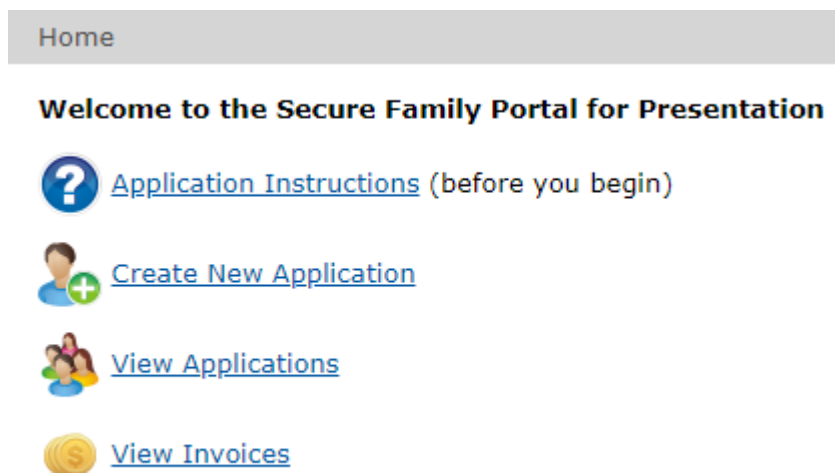 Home
Welcome to the Secure Family Portal for Presentation
Application Instructions (before you begin)
Create New Application
View Applications
View Invoices